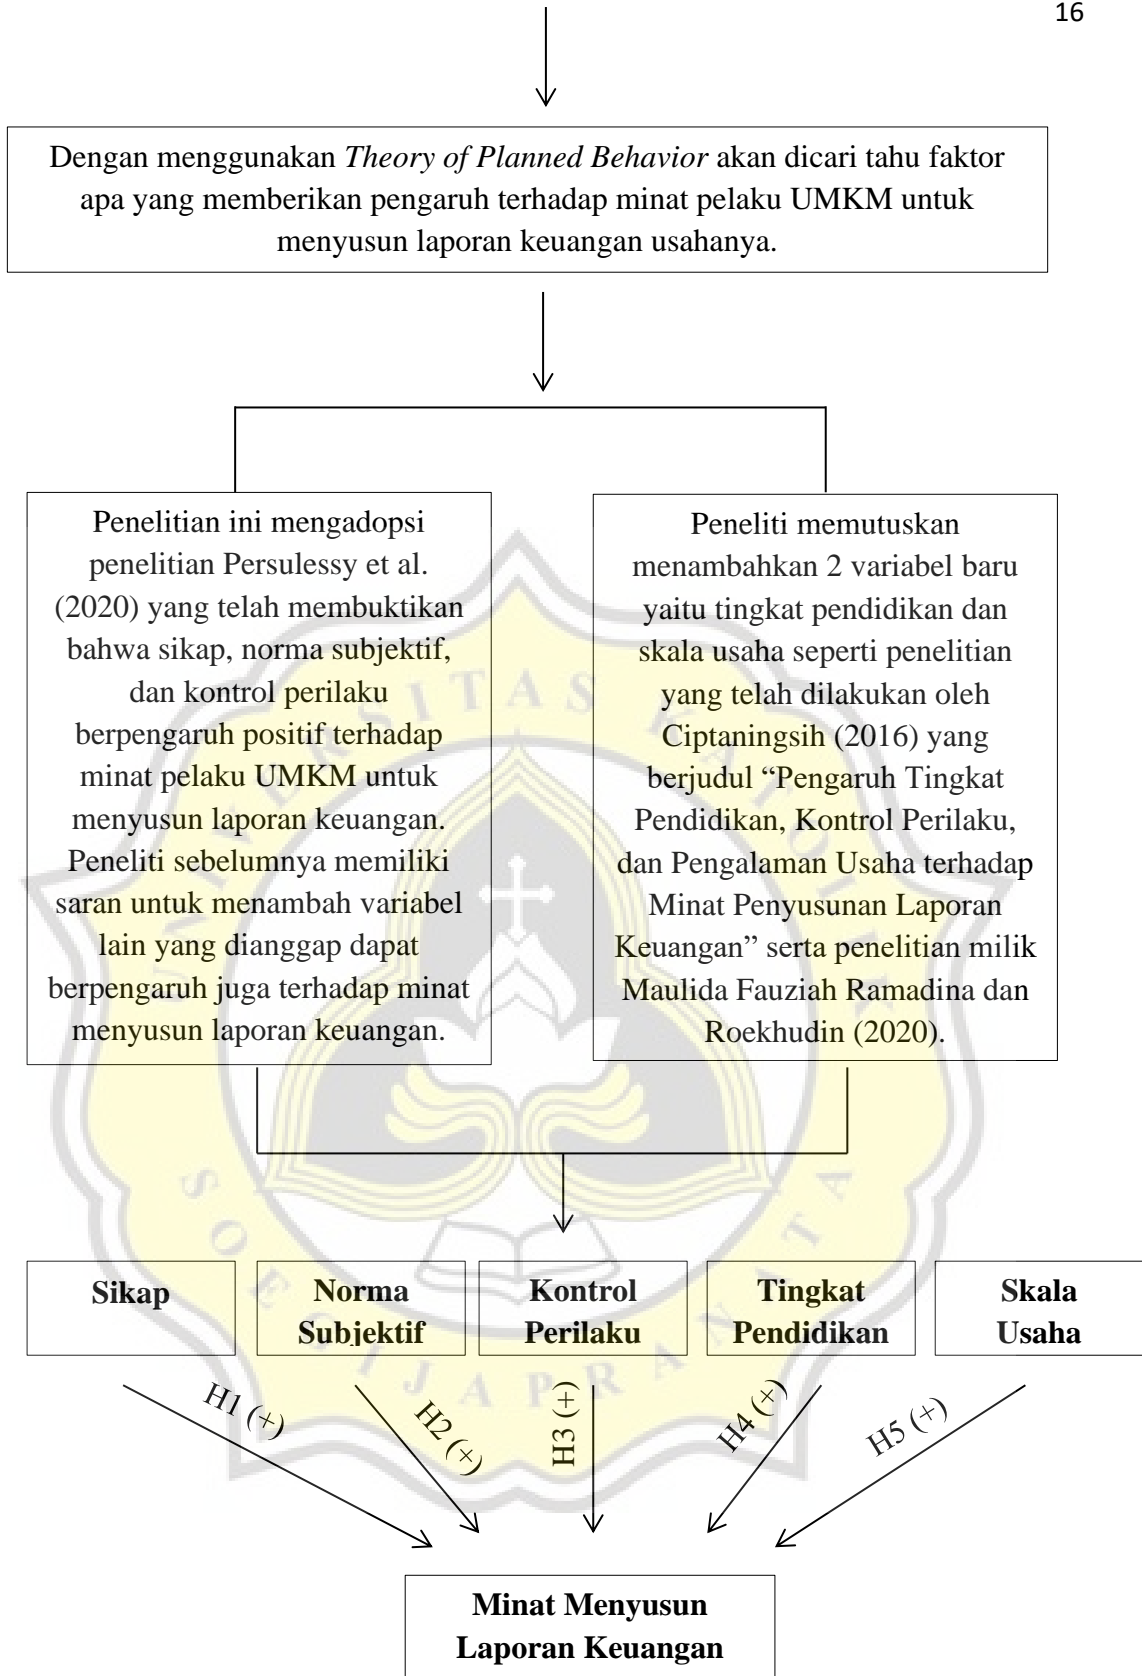 16
Dengan menggunakan Theory of Planned Behavior akan dicari tahu faktor
apa yang memberikan pengaruh terhadap minat pelaku UMKM untuk
menyusun laporan keuangan usahanya.
Penelitian ini mengadopsi
penelitian Persulessy et al.
(2020) yang telah membuktikan
bahwa sikap, norma subjektif,
dan kontrol perilaku
berpengaruh positif terhadap
minat pelaku UMKM untuk
menyusun laporan keuangan.
Peneliti sebelumnya memiliki
saran untuk menambah variabel
lain yang dianggap dapat
berpengaruh juga terhadap minat
menyusun laporan keuangan.
Peneliti memutuskan
menambahkan 2 variabel baru
yaitu tingkat pendidikan dan
skala usaha seperti penelitian
yang telah dilakukan oleh
Ciptaningsih (2016) yang
berjudul “Pengaruh Tingkat
Pendidikan, Kontrol Perilaku,
dan Pengalaman Usaha terhadap
Minat Penyusunan Laporan
Keuangan” serta penelitian milik
Maulida Fauziah Ramadina dan
Roekhudin (2020).
UNIVERSITAS KATOLIK
SOEGIJAPRANATA
Sikap
Norma
Subjektif
Kontrol
Perilaku
Tingkat
Pendidikan
Skala
Usaha
H1 (+)
H2 (+)
H3 (+)
H4 (+)
H5 (+)
Minat Menyusun
Laporan Keuangan